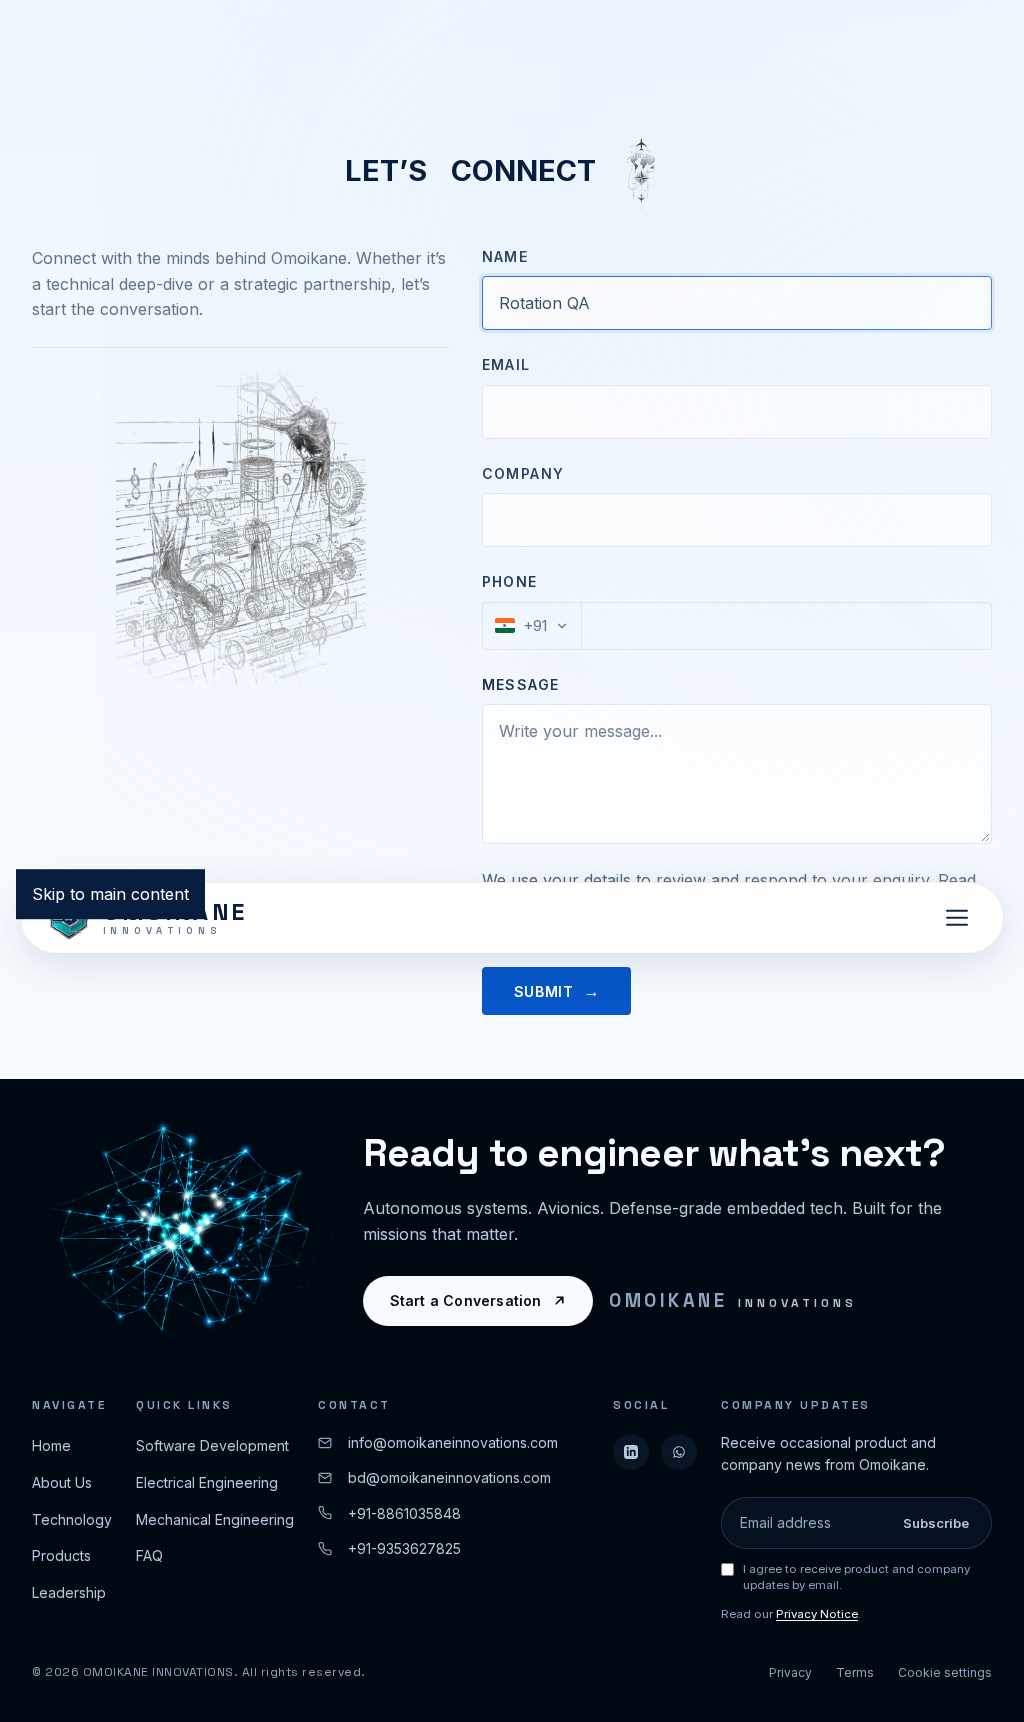 LET’S CONNECT
Connect with the minds behind Omoikane. Whether it’s
a technical deep-dive or a strategic partnership, let’s
start the conversation.
NAME
Rotation QA
EMAIL
COMPANY
PHONE
+91
MESSAGE
Write your message...
We use your details to review and respond to your enquiry. Read
Skip to main content
OMOIKANE
INNOVATIONS
SUBMIT →
Ready to engineer what’s next?
Autonomous systems. Avionics. Defense-grade embedded tech. Built for the
missions that matter.
Start a Conversation
OMOIKANE INNOVATIONS
NAVIGATE
Home
About Us
Technology
Products
Leadership
QUICK LINKS
Software Development
Electrical Engineering
Mechanical Engineering
FAQ
CONTACT
info@omoikaneinnovations.com
bd@omoikaneinnovations.com
+91-8861035848
+91-9353627825
SOCIAL
in
COMPANY UPDATES
Receive occasional product and
company news from Omoikane.
Email address
Subscribe
I agree to receive product and company
updates by email.
Read our Privacy Notice.
© 2026 OMOIKANE INNOVATIONS. All rights reserved.
Privacy
Terms
Cookie settings